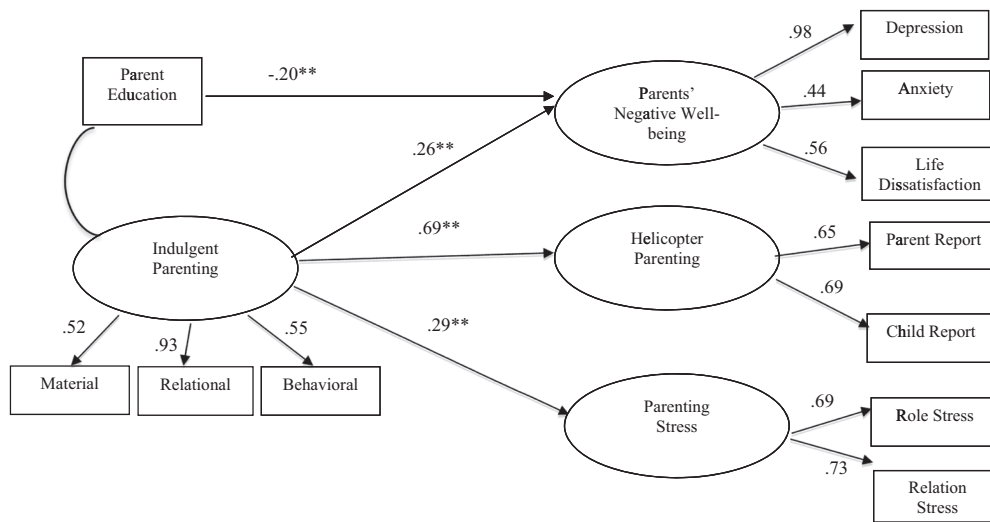 Parent
Education
-.20**
.26**
Parents’
Negative Well-
being
.98
Depression
.44
Anxiety
.56
Life
Dissatisfaction
Indulgent
Parenting
.69**
Helicopter
Parenting
.65
Parent Report
.69
Child Report
.52
.93
.55
Material
Relational
Behavioral
.29**
Parenting
Stress
.69
Role Stress
.73
Relation
Stress